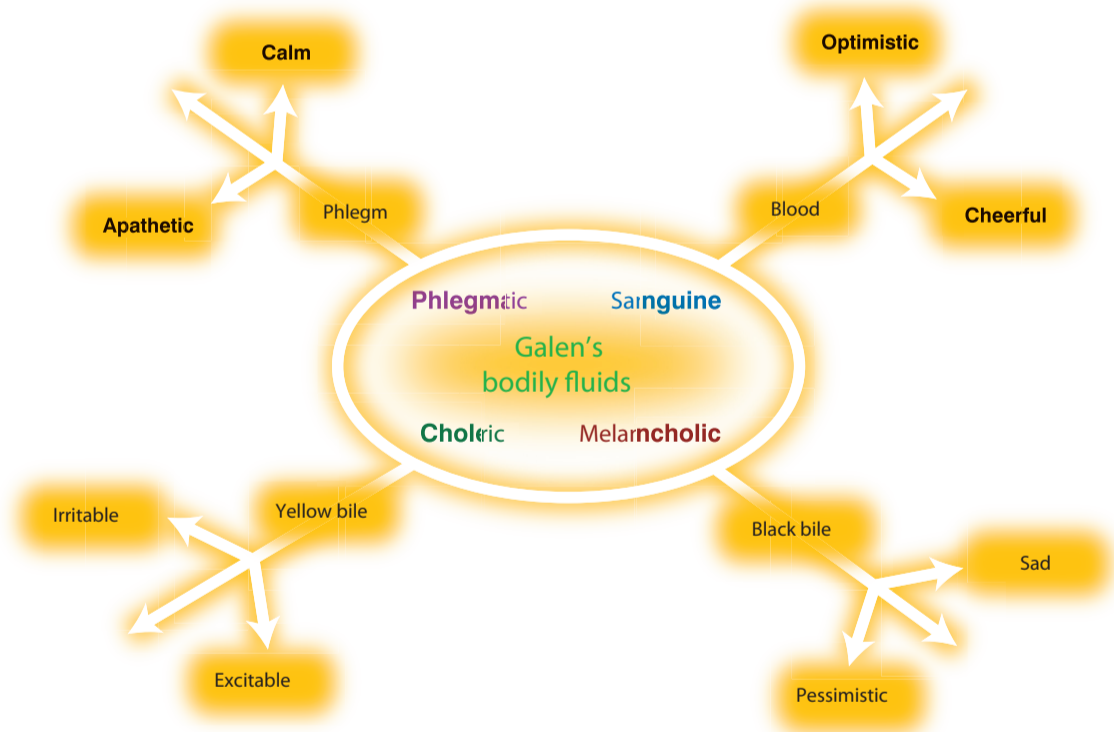 Calm
Optimistic
Apathetic
Phlegm
Blood
Cheerful
Phlegmatic
Sanguine
Galen's
bodily fluids
Choleric
Melancholic
Irritable
Yellow bile
Black bile
Sad
Excitable
Pessimistic